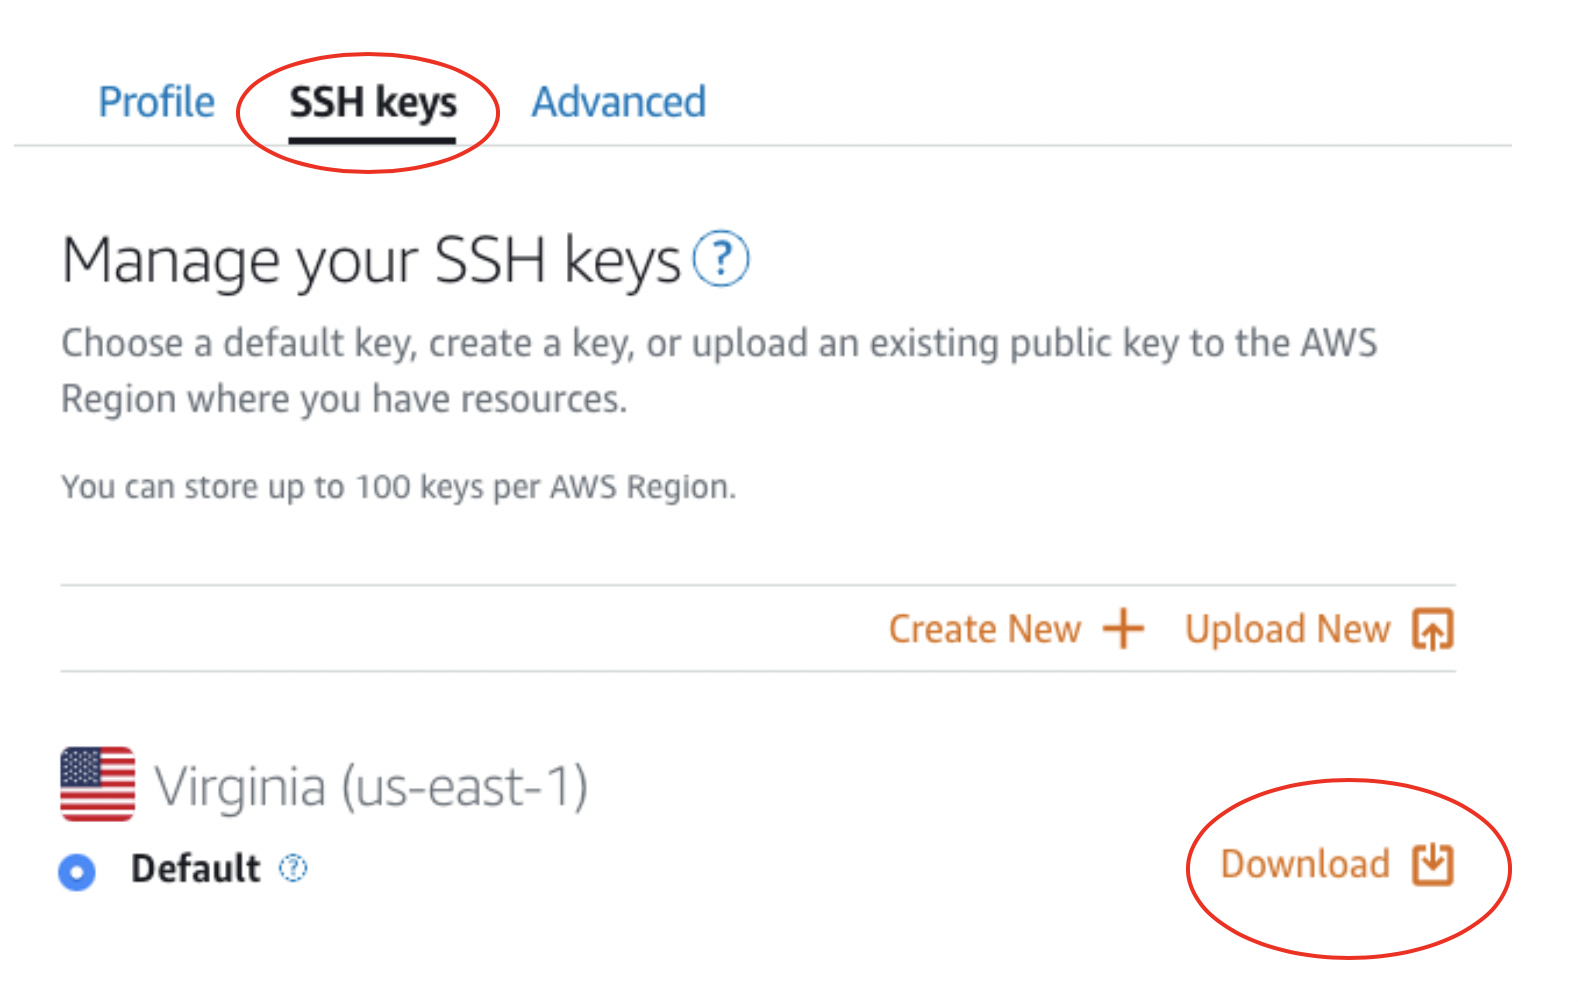 Profile SSH keys Advanced
Manage your SSH keys ?
Choose a default key, create a key, or upload an existing public key to the AWS
Region where you have resources.
You can store up to 100 keys per AWS Region.
Create New Upload New
Virginia (us-east-1)
Default ? Download